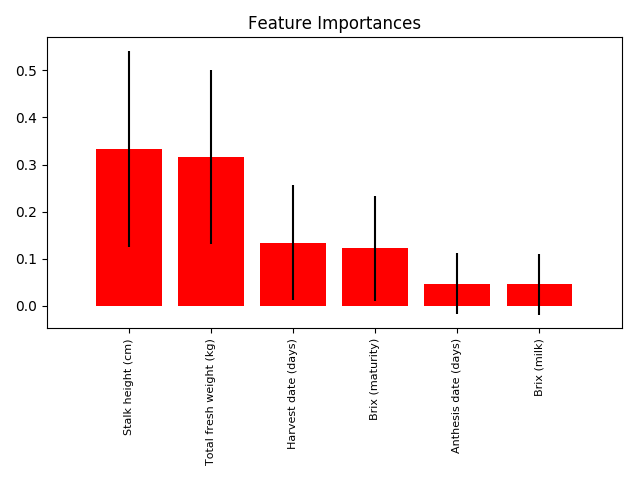 Feature Importances
0.5
0.4
0.3
0.2
0.1
0.0
Stalk height (cm)
Total fresh weight (kg)
Harvest date (days)
Brix (maturity)
Anthesis date (days)
Brix (milk)